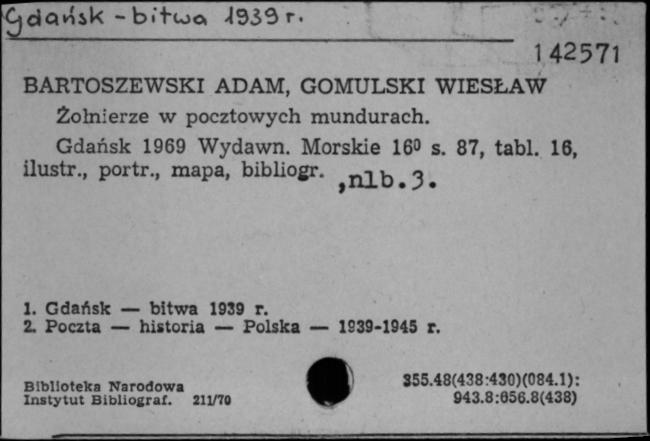 Gdańsk - bitwa 1939 r.
142571
BARTOSZEWSKI ADAM, GOMULSKI WIESŁAW
Żołnierze w pocztowych mundurach.
Gdańsk 1969 Wydawn. Morskie 16⁰ s. 87, tabl. 16,
ilustr., portr., mapa, bibliogr. ,nlb.3.
1. Gdańsk — bitwa 1939 r.
2. Poczta — historia — Polska — 1939-1945 r.
Biblioteka Narodowa
Instytut Bibliograf. 211/70
355.48(438:430)(084.1):
943.8:656.8(438)